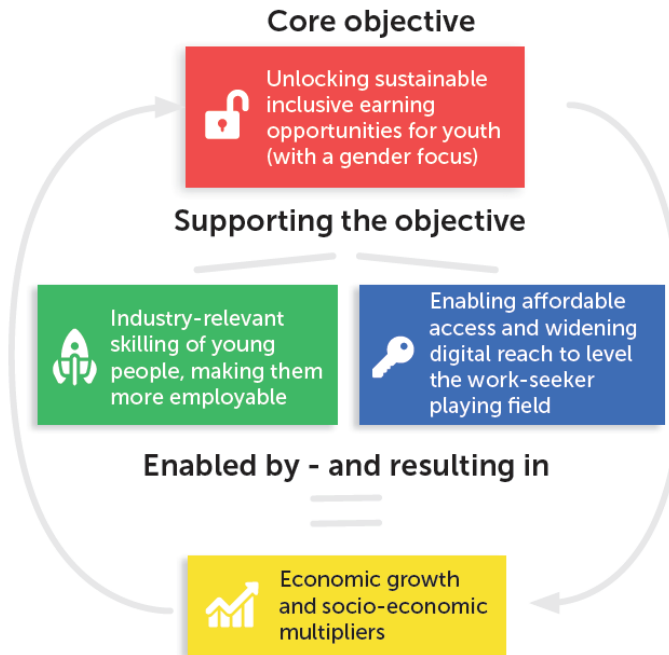 Core objective
Unlocking sustainable
inclusive earning
opportunities for youth
(with a gender focus)
Supporting the objective
Industry-relevant
skilling of young
people, making them
more employable
Enabling affordable
access and widening
digital reach to level
the work-seeker
playing field
Enabled by - and resulting in
Economic growth
and socio-economic
multipliers